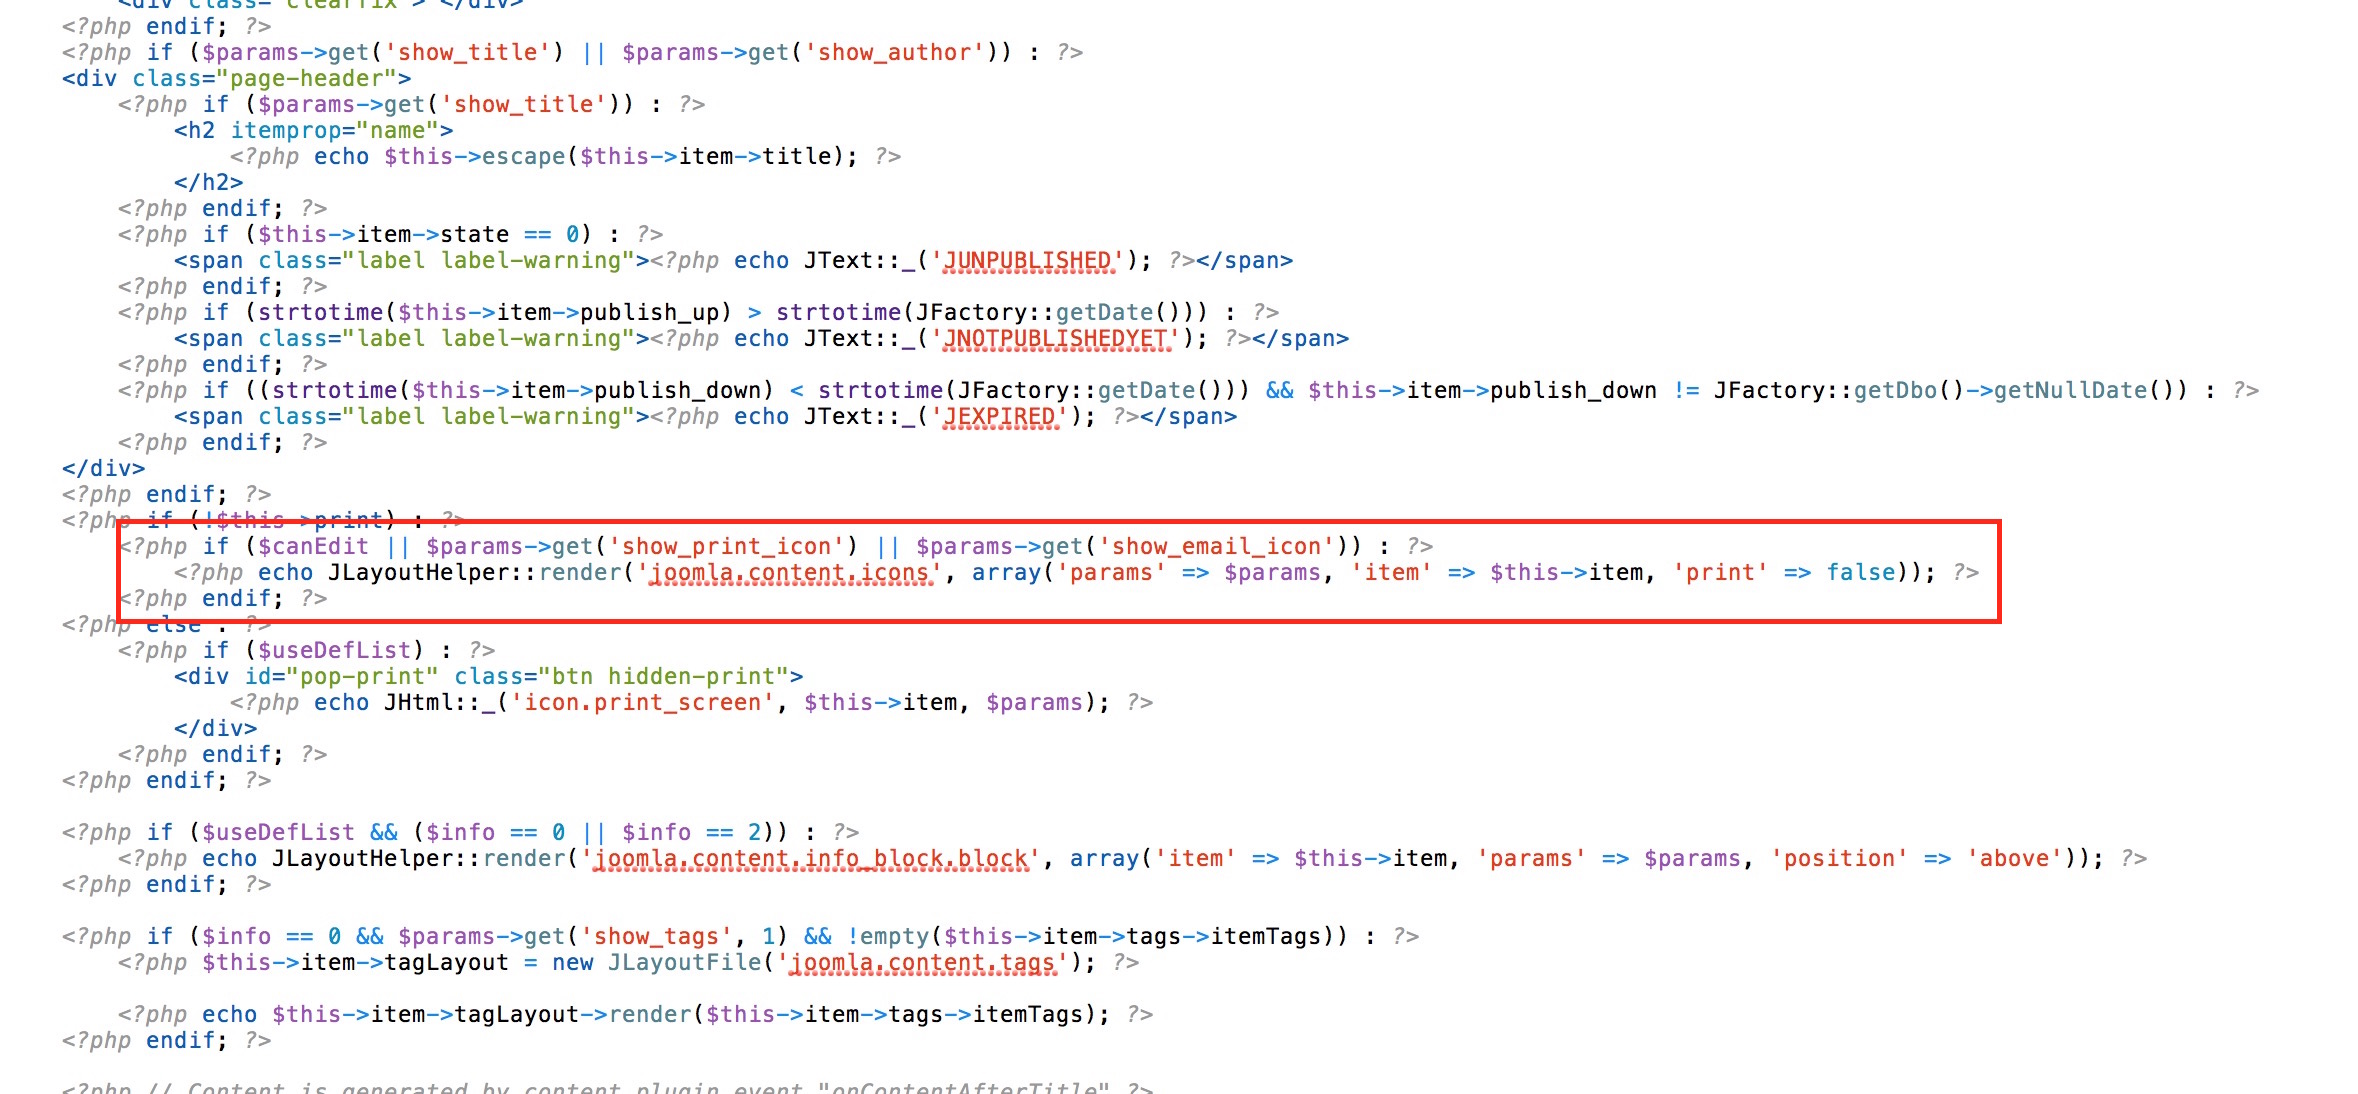 <div class="clearfix"> </div>
<?php endif; ?>
<?php if ($params->get('show_title') || $params->get('show_author')) : ?>
<div class="page-header">
<?php if ($params->get('show_title')) : ?>
<h2 itemprop="name">
<?php echo $this->escape($this->item->title); ?>
</h2>
<?php endif; ?>
<?php if ($this->item->state == 0) : ?>
<span class="label label-warning"><?php echo JText::_('JUNPUBLISHED'); ?></span>
<?php endif; ?>
<?php if (strtotime($this->item->publish_up) > strtotime(JFactory::getDate())) : ?>
<span class="label label-warning"><?php echo JText::_('JNOTPUBLISHEDYET'); ?></span>
<?php endif; ?>
<?php if ((strtotime($this->item->publish_down) < strtotime(JFactory::getDate())) && $this->item->publish_down != JFactory::getDbo()->getNullDate()) : ?>
<span class="label label-warning"><?php echo JText::_('JEXPIRED'); ?></span>
<?php endif; ?>
</div>
<?php endif; ?>
<?php if (!$this->print) : ?>
<?php if ($canEdit || $params->get('show_print_icon') || $params->get('show_email_icon')) : ?>
<?php echo JLayoutHelper::render('joomla.content.icons', array('params' => $params, 'item' => $this->item, 'print' => false)); ?>
<?php endif; ?>
<?php else : ?>
<?php if ($useDefList) : ?>
<div id="pop-print" class="btn hidden-print">
<?php echo JHtml::_('icon.print_screen', $this->item, $params); ?>
</div>
<?php endif; ?>
<?php endif; ?>
<?php if ($useDefList && ($info == 0 || $info == 2)) : ?>
<?php echo JLayoutHelper::render('joomla.content.info_block.block', array('item' => $this->item, 'params' => $params, 'position' => 'above')); ?>
<?php endif; ?>
<?php if ($info == 0 && $params->get('show_tags', 1) && !empty($this->item->tags->itemTags)) : ?>
<?php $this->item->tagLayout = new JLayoutFile('joomla.content.tags'); ?>
<?php echo $this->item->tagLayout->render($this->item->tags->itemTags); ?>
<?php endif; ?>
<?php // Content is generated by content plugin event "onContentAfterTitle" ?>